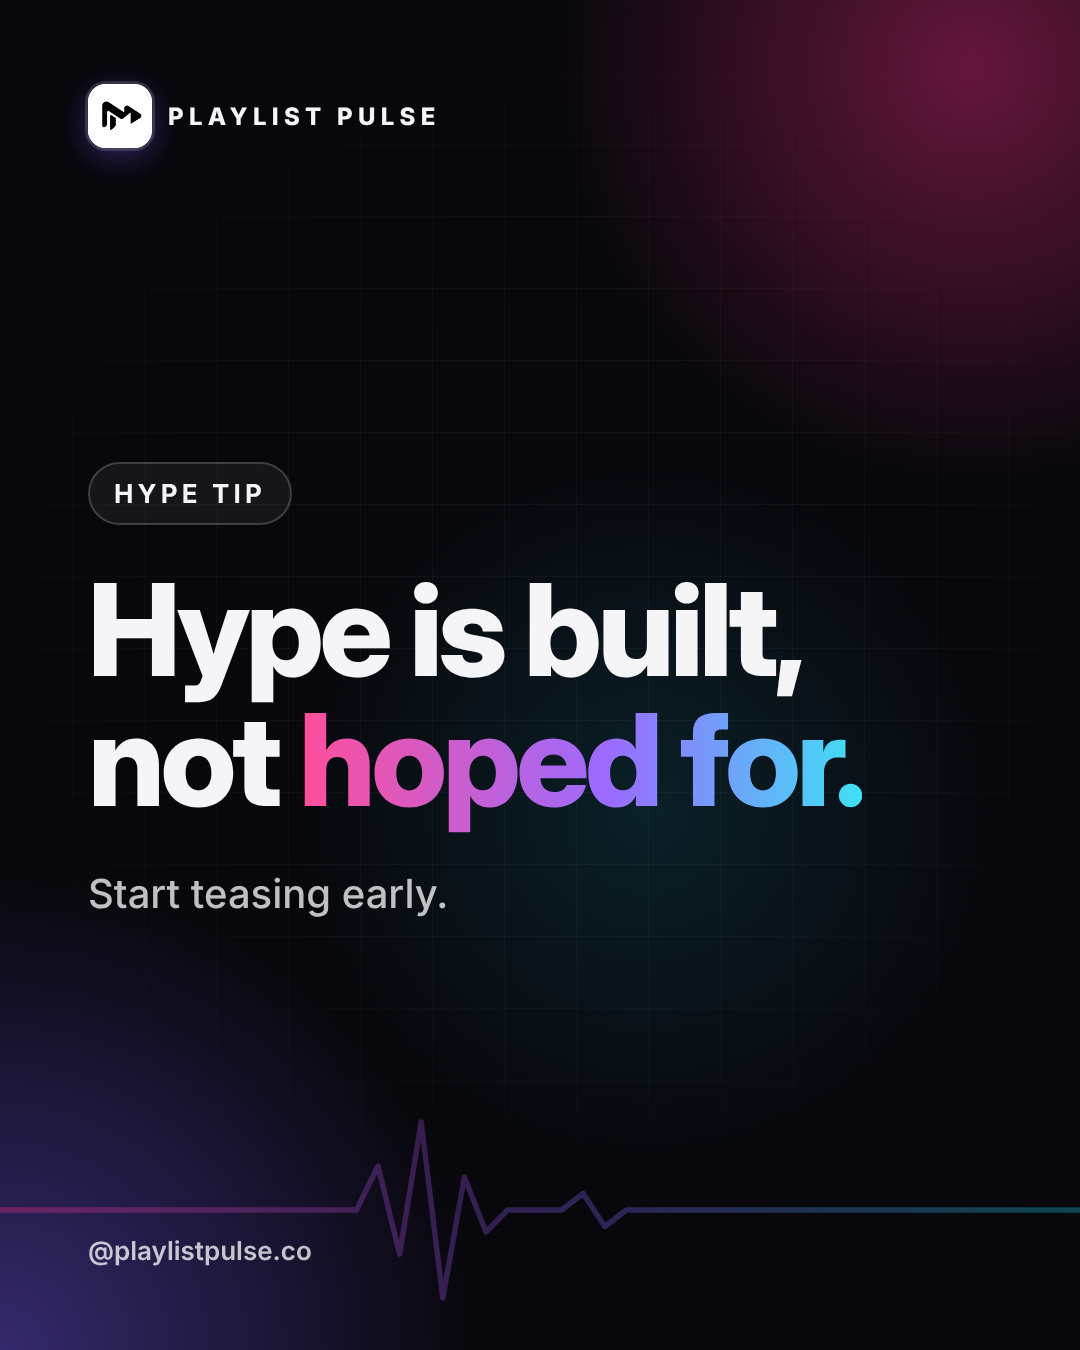 PLAYLIST PULSE
HYPE TIP
Hype is built,
not hoped for.
Start teasing early.
@playlistpulse.co